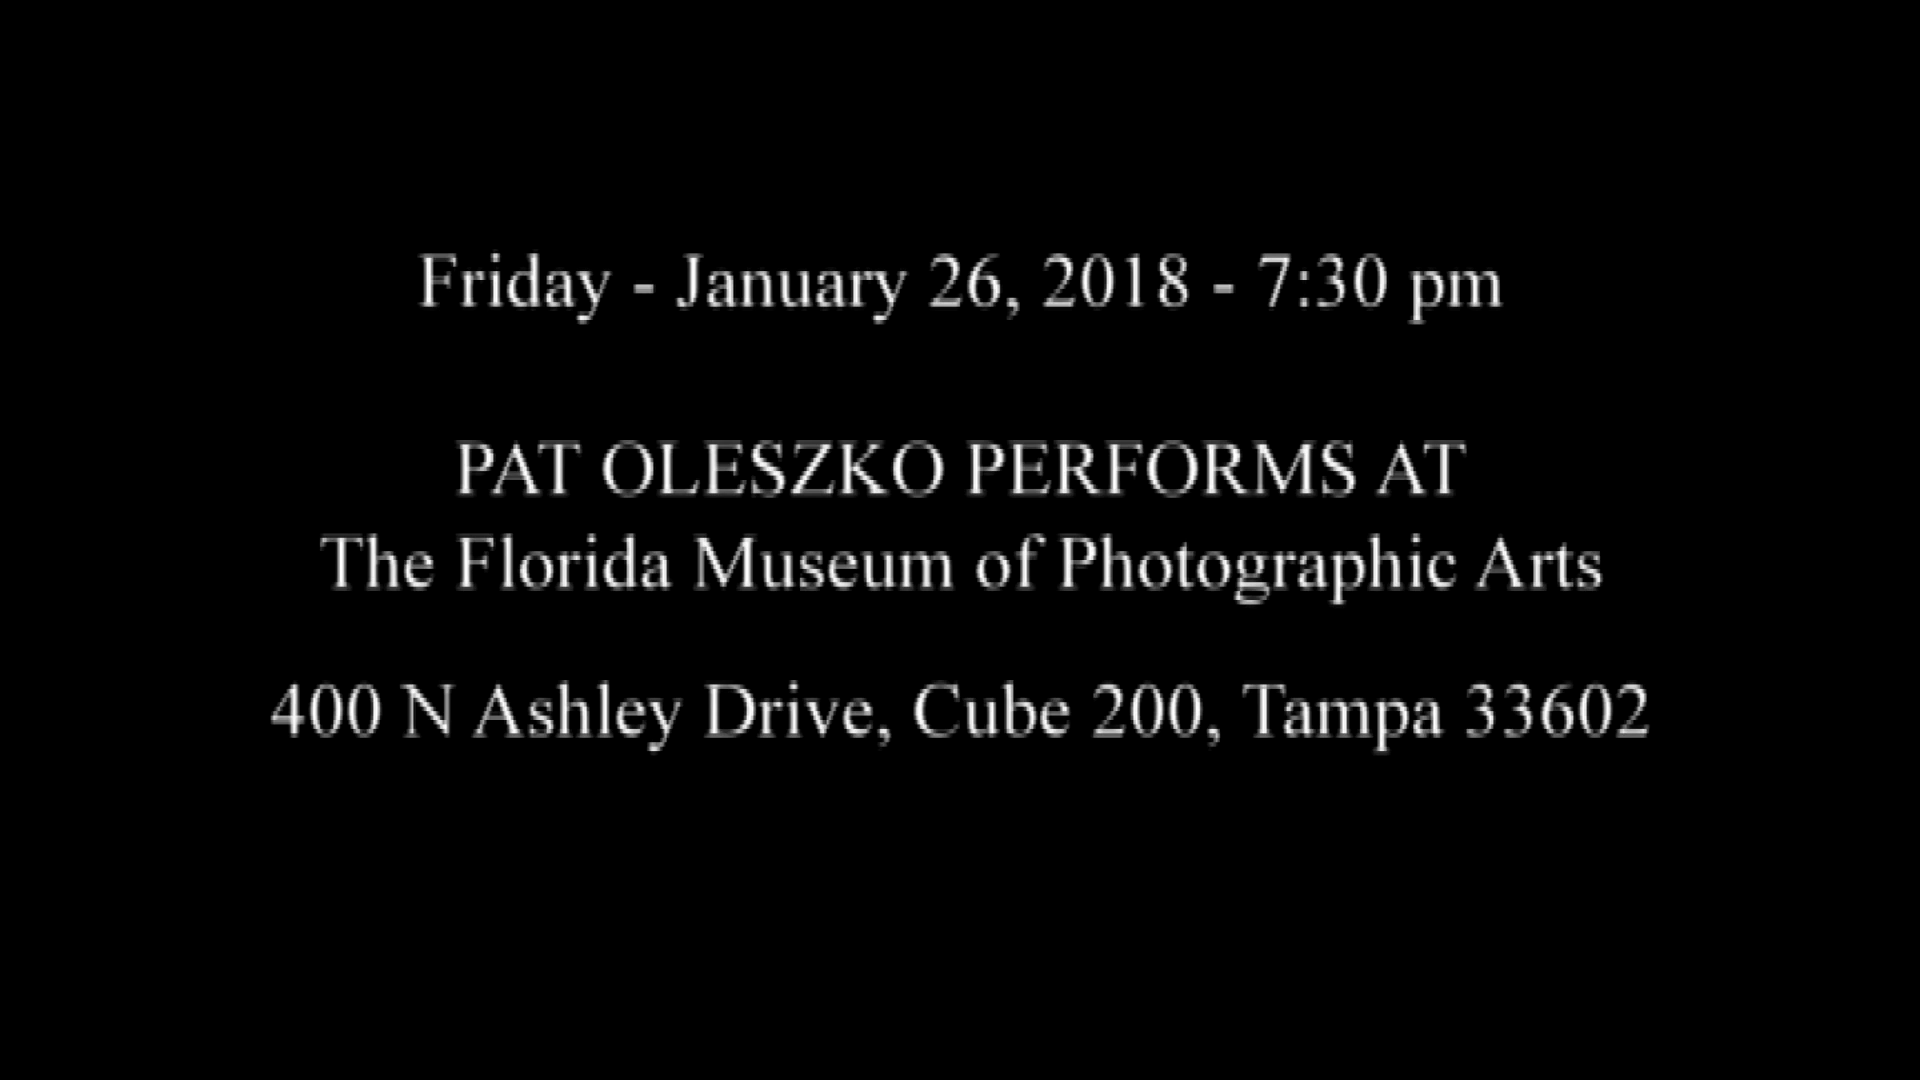 Friday - January 26, 2018 - 7:30 pm
PAT OLESZKO PERFORMS AT
The Florida Museum of Photographic Arts
400 N Ashley Drive, Cube 200, Tampa 33602